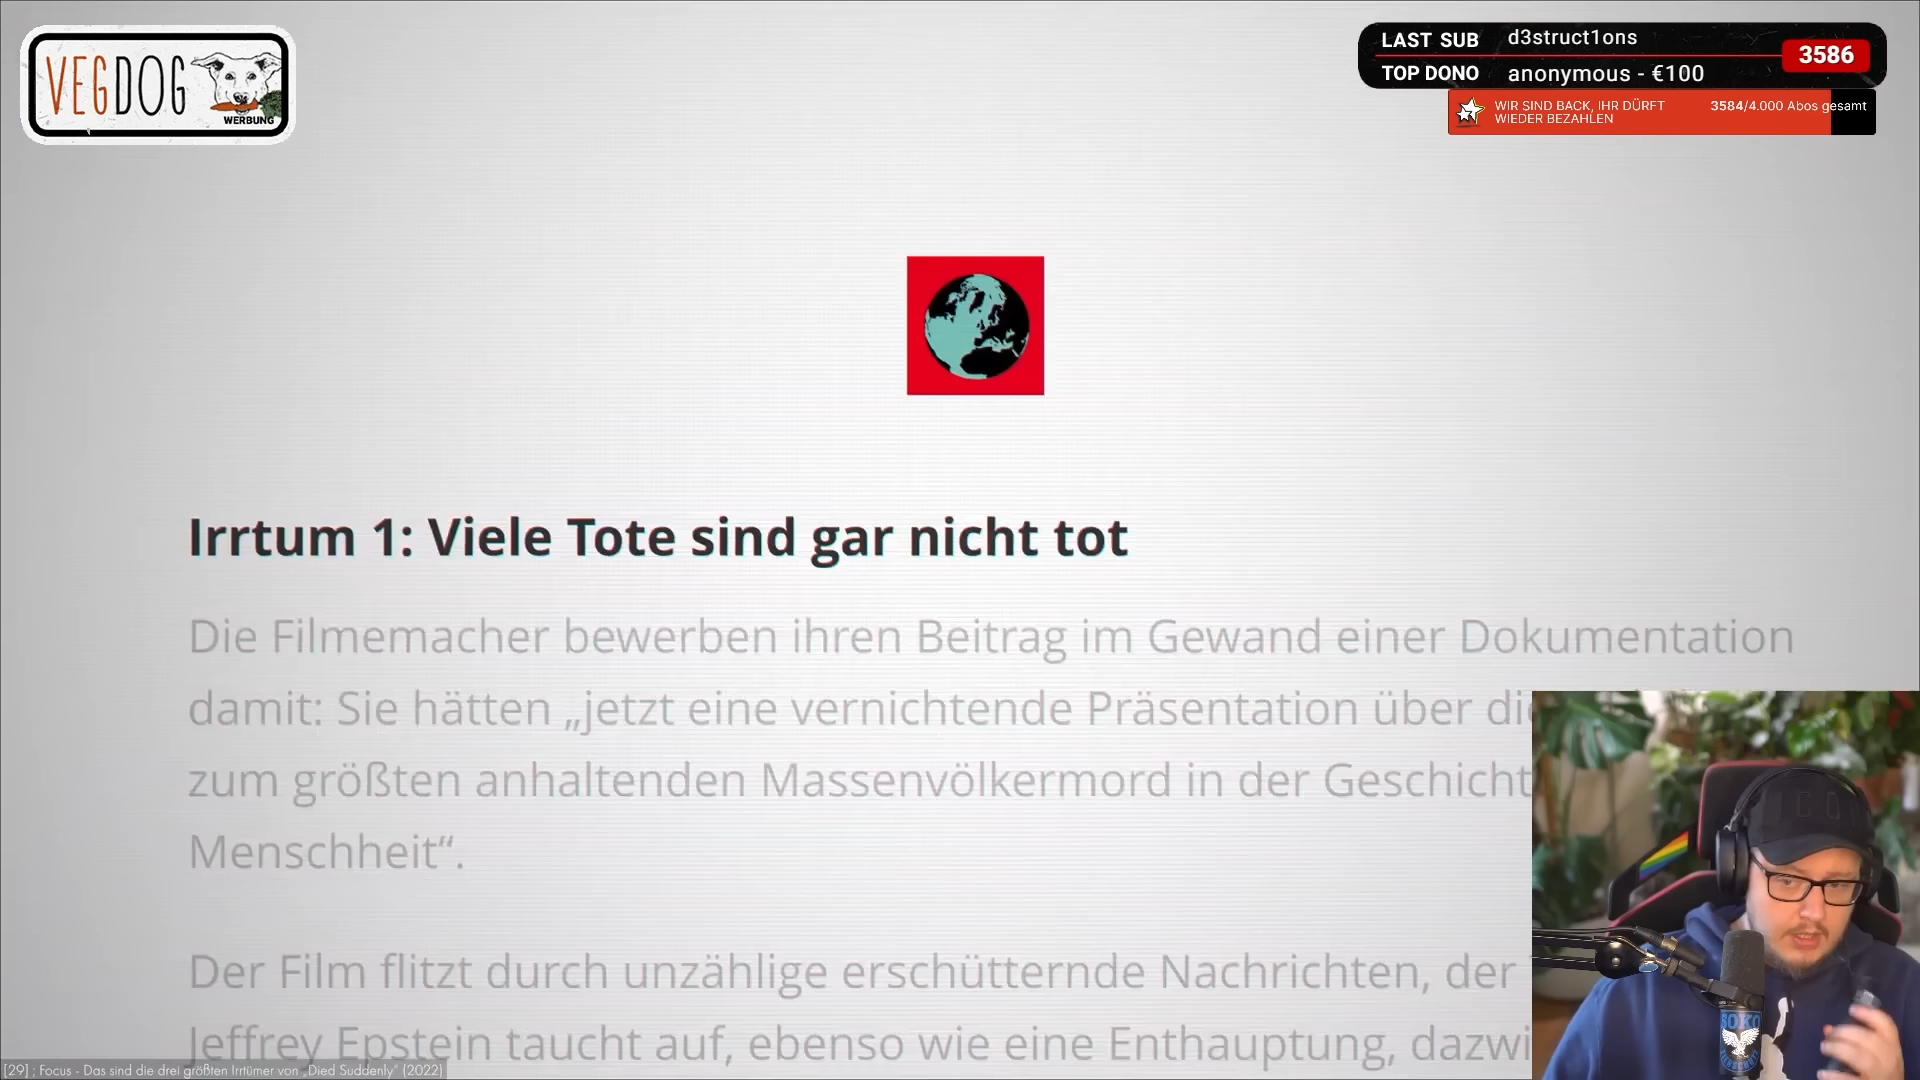 VEGDOG
WERBUNG
LAST SUB d3struct1ons
TOP DONO anonymous - €100
3586
WIR SIND BACK, IHR DÜRFT
WIEDER BEZAHLEN
3584/4.000 Abos gesamt
Irrtum 1: Viele Tote sind gar nicht tot
Die Filmemacher bewerben ihren Beitrag im Gewand einer Dokumentation
damit: Sie hätten „jetzt eine vernichtende Präsentation über
zum größten anhaltenden Massenvölkermord in der
Menschheit“.
Der Film flitzt durch unzählige erschütternde Nachrichten, der
Jeffrey Epstein taucht auf, ebenso wie eine Enthauptung,
[29] ; Focus - Das sind die drei größten Irrtümer von „Died Suddenly“ (2022)
SOKO